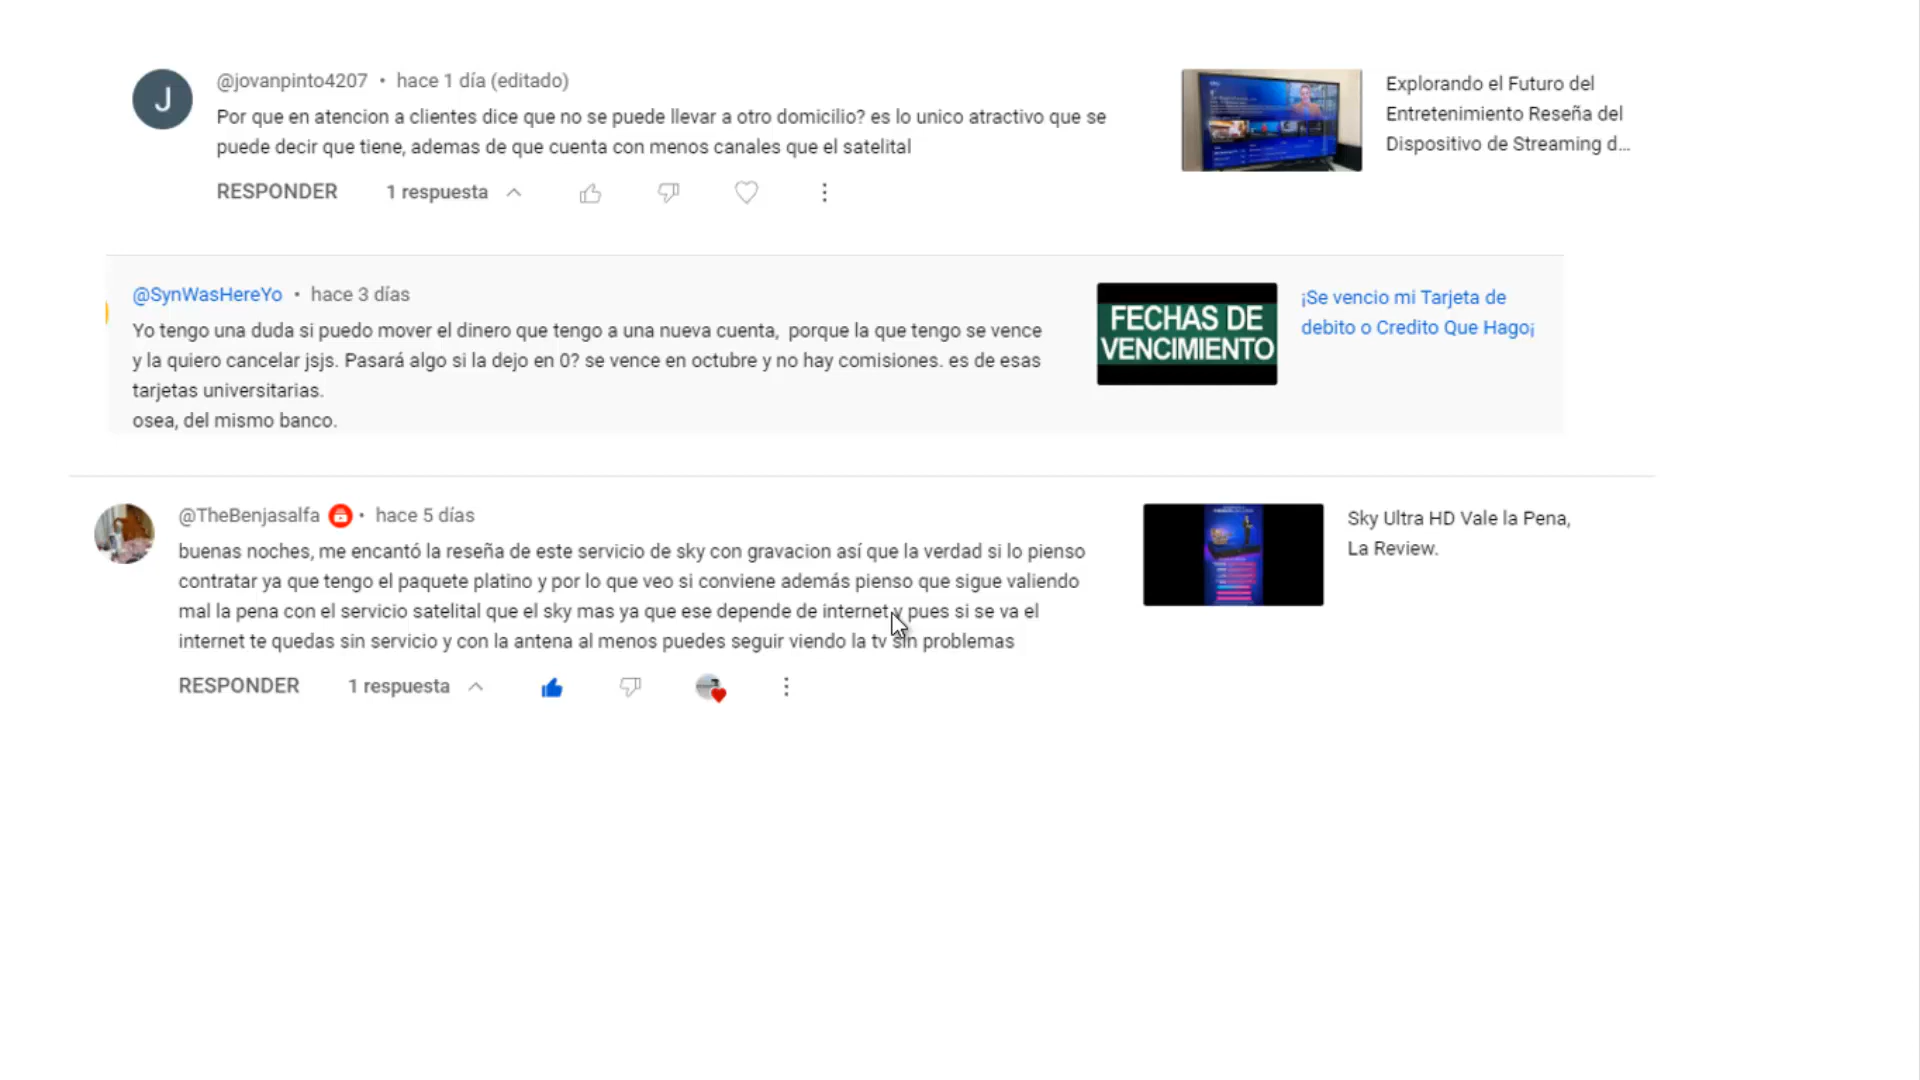 J
@jovanpinto4207 • hace 1 día (editado)
Por que en atencion a clientes dice que no se puede llevar a otro domicilio? es lo unico atractivo que se
puede decir que tiene, ademas de que cuenta con menos canales que el satelital
RESPONDER 1 respuesta
Explorando el Futuro del
Entretenimiento Reseña del
Dispositivo de Streaming d...
@SynWasHereYo • hace 3 días
Yo tengo una duda si puedo mover el dinero que tengo a una nueva cuenta, porque la que tengo se vence
y la quiero cancelar jsjs. Pasará algo si la dejo en 0? se vence en octubre y no hay comisiones. es de esas
tarjetas universitarias.
osea, del mismo banco.
FECHAS DE
VENCIMIENTO
¡Se vencio mi Tarjeta de
debito o Credito Que Hago¡
@TheBenjasalfa • hace 5 días
buenas noches, me encantó la reseña de este servicio de sky con gravacion así que la verdad si lo pienso
contratar ya que tengo el paquete platino y por lo que veo si conviene además pienso que sigue valiendo
mal la pena con el servicio satelital que el sky mas ya que ese depende de internet y pues si se va el
internet te quedas sin servicio y con la antena al menos puedes seguir viendo la tv sin problemas
RESPONDER 1 respuesta
Sky Ultra HD Vale la Pena,
La Review.